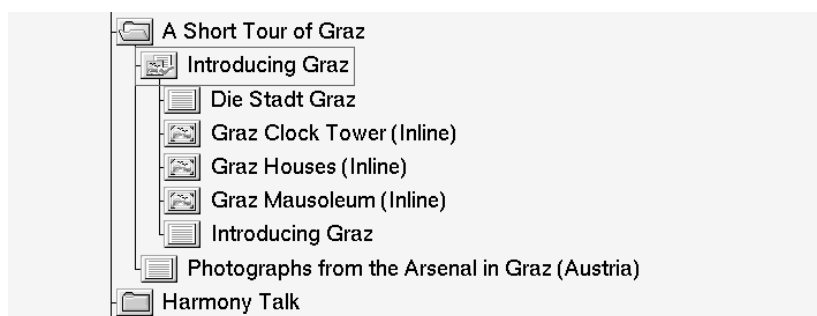 A Short Tour of Graz
Introducing Graz
Die Stadt Graz
Graz Clock Tower (Inline)
Graz Houses (Inline)
Graz Mausoleum (Inline)
Introducing Graz
Photographs from the Arsenal in Graz (Austria)
Harmony Talk